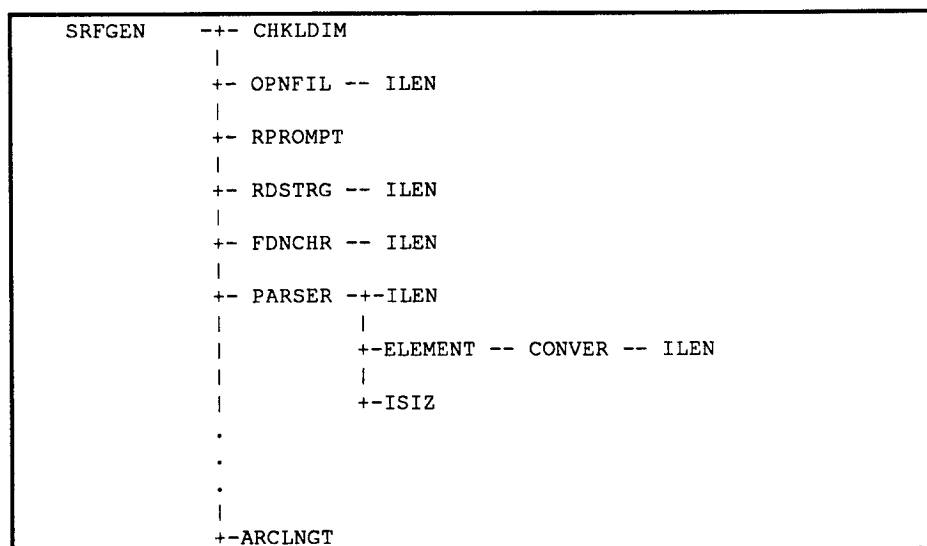 SRFGEN -+- CHKLDIM
|
+- OPNFIL -- ILEN
|
+- RPROMPT
|
+- RDSTRG -- ILEN
|
+- FDNCHR -- ILEN
|
+- PARSER -+-ILEN
| |
| +-ELEMENT -- CONVER -- ILEN
| |
| +-ISIZ
.
.
.
|
+-ARCLNGT